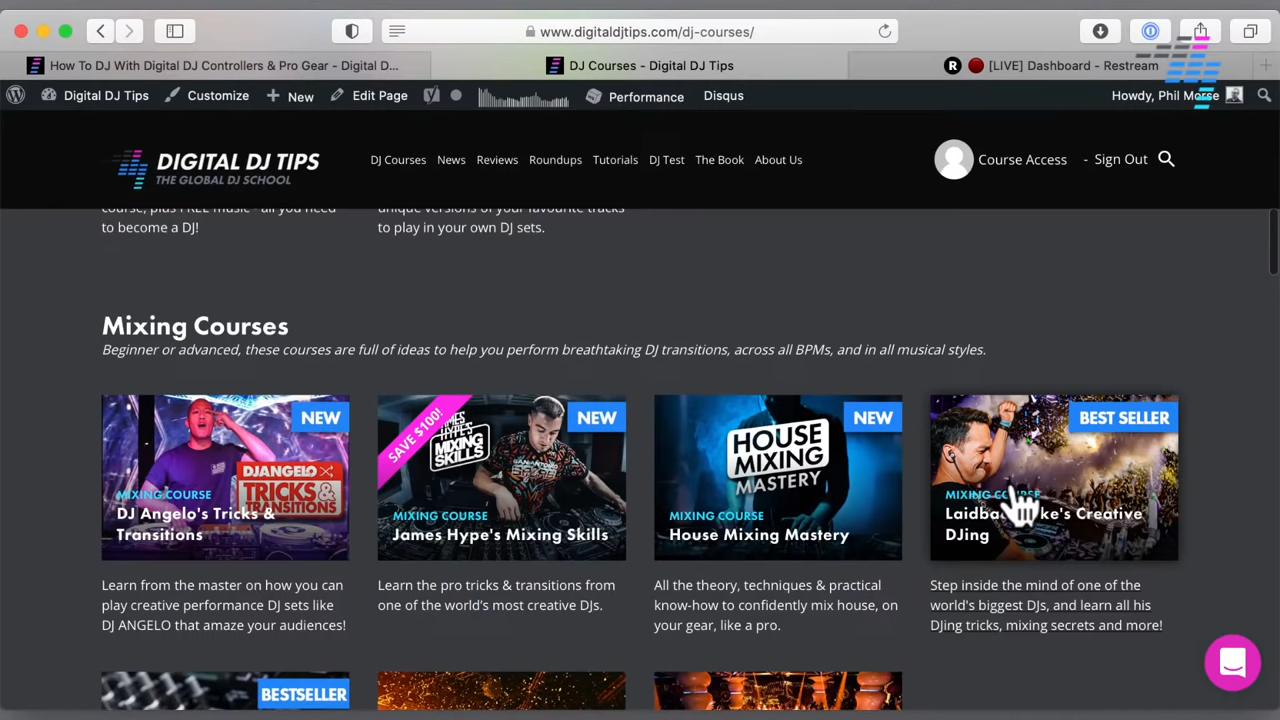 www.digitaldjtips.com/dj-courses/
How To DJ With Digital DJ Controllers & Pro Gear - Digital D...
DJ Courses - Digital DJ Tips
R [LIVE] Dashboard - Restream
Digital DJ Tips Customize New Edit Page Performance Disqus
Howdy, Phil Morse
DIGITAL DJ TIPS
THE GLOBAL DJ SCHOOL
DJ Courses News Reviews Roundups Tutorials DJ Test The Book About Us
Course Access - Sign Out
course, plus FREE music - all you need
to become a DJ!
unique versions of your favourite tracks
to play in your own DJ sets.
Mixing Courses
Beginner or advanced, these courses are full of ideas to help you perform breathtaking DJ transitions, across all BPMs, and in all musical styles.
NEW
DJANGELO
TRICKS &
TRANSITIONS
MIXING COURSE
DJ Angelo's Tricks &
Transitions
Learn from the master on how you can
play creative performance DJ sets like
DJ ANGELO that amaze your audiences!
SAVE $100!
NEW
JAMES HYPE'S
MIXING
SKILLS
MIXING COURSE
James Hype's Mixing Skills
Learn the pro tricks & transitions from
one of the world's most creative DJs.
NEW
HOUSE
MIXING
MASTERY
MIXING COURSE
House Mixing Mastery
All the theory, techniques & practical
know-how to confidently mix house, on
your gear, like a pro.
BEST SELLER
MIXING COURSE
Laidback Luke's Creative
DJing
Step inside the mind of one of the
world's biggest DJs, and learn all his
DJing tricks, mixing secrets and more!
BESTSELLER